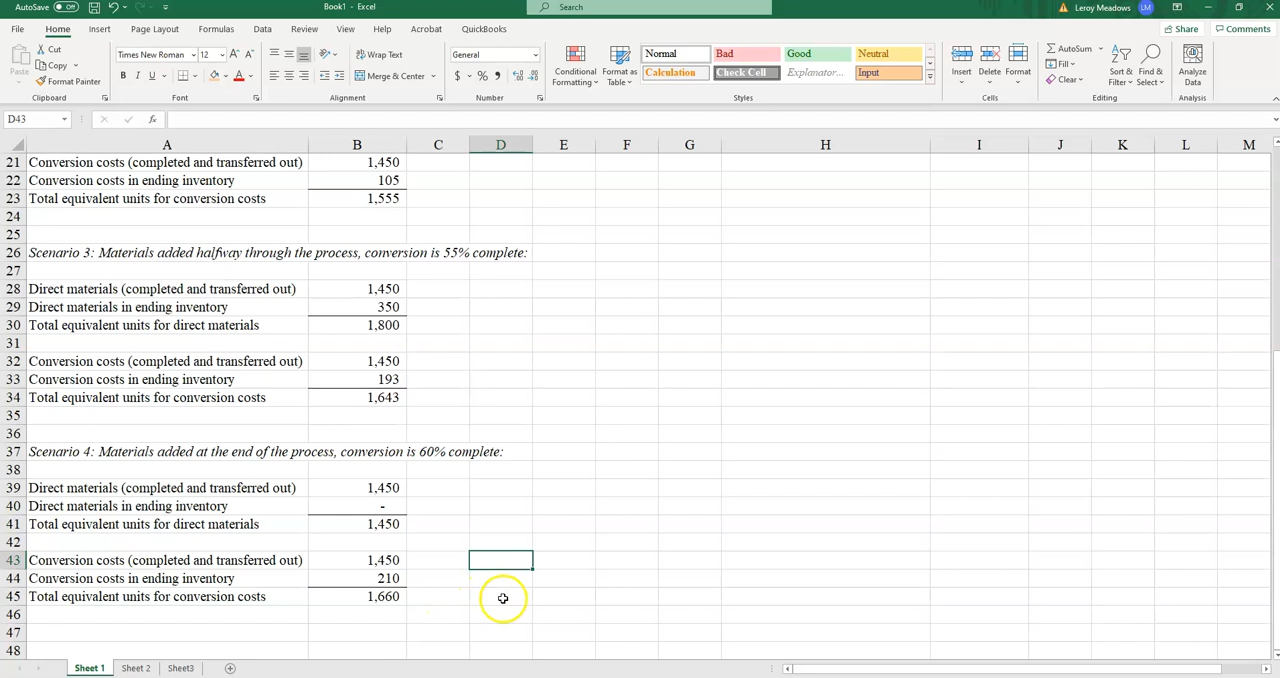 AutoSave Off Book1 - Excel Search Leroy Meadows LM
File Home Insert Page Layout Formulas Data Review View Help Acrobat QuickBooks Share Comments
Paste Cut Copy Format Painter Clipboard
Times New Roman 12 B I U Font
Wrap Text Merge & Center Alignment
General $ % Number
Conditional Formatting Format as Table
Normal Bad Good Neutral
Calculation Check Cell Explanator... Input
Styles
Insert Delete Format Cells
AutoSum Fill Clear Sort & Filter Find & Select Editing
Analyze Data Analysis
D43 fx
A B C D E F G H I J K L M
21 Conversion costs (completed and transferred out) 1,450
22 Conversion costs in ending inventory 105
23 Total equivalent units for conversion costs 1,555
24
25
26 Scenario 3: Materials added halfway through the process, conversion is 55% complete:
27
28 Direct materials (completed and transferred out) 1,450
29 Direct materials in ending inventory 350
30 Total equivalent units for direct materials 1,800
31
32 Conversion costs (completed and transferred out) 1,450
33 Conversion costs in ending inventory 193
34 Total equivalent units for conversion costs 1,643
35
36
37 Scenario 4: Materials added at the end of the process, conversion is 60% complete:
38
39 Direct materials (completed and transferred out) 1,450
40 Direct materials in ending inventory -
41 Total equivalent units for direct materials 1,450
42
43 Conversion costs (completed and transferred out) 1,450
44 Conversion costs in ending inventory 210
45 Total equivalent units for conversion costs 1,660
46
47
48
Sheet 1 Sheet 2 Sheet3